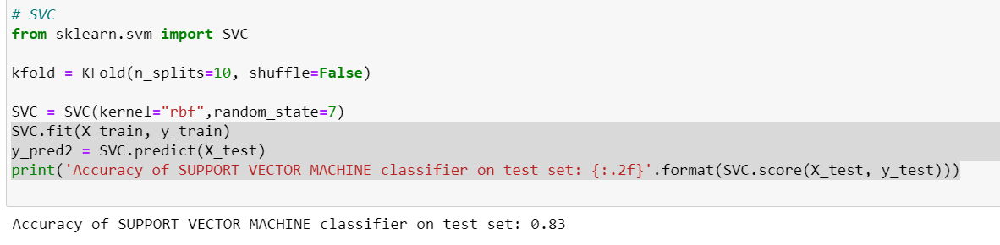 # SVC
from sklearn.svm import SVC
kfold = KFold(n_splits=10, shuffle=False)
SVC = SVC(kernel="rbf",random_state=7)
SVC.fit(X_train, y_train)
y_pred2 = SVC.predict(X_test)
print('Accuracy of SUPPORT VECTOR MACHINE classifier on test set: {:.2f}'.format(SVC.score(X_test, y_test)))
Accuracy of SUPPORT VECTOR MACHINE classifier on test set: 0.83